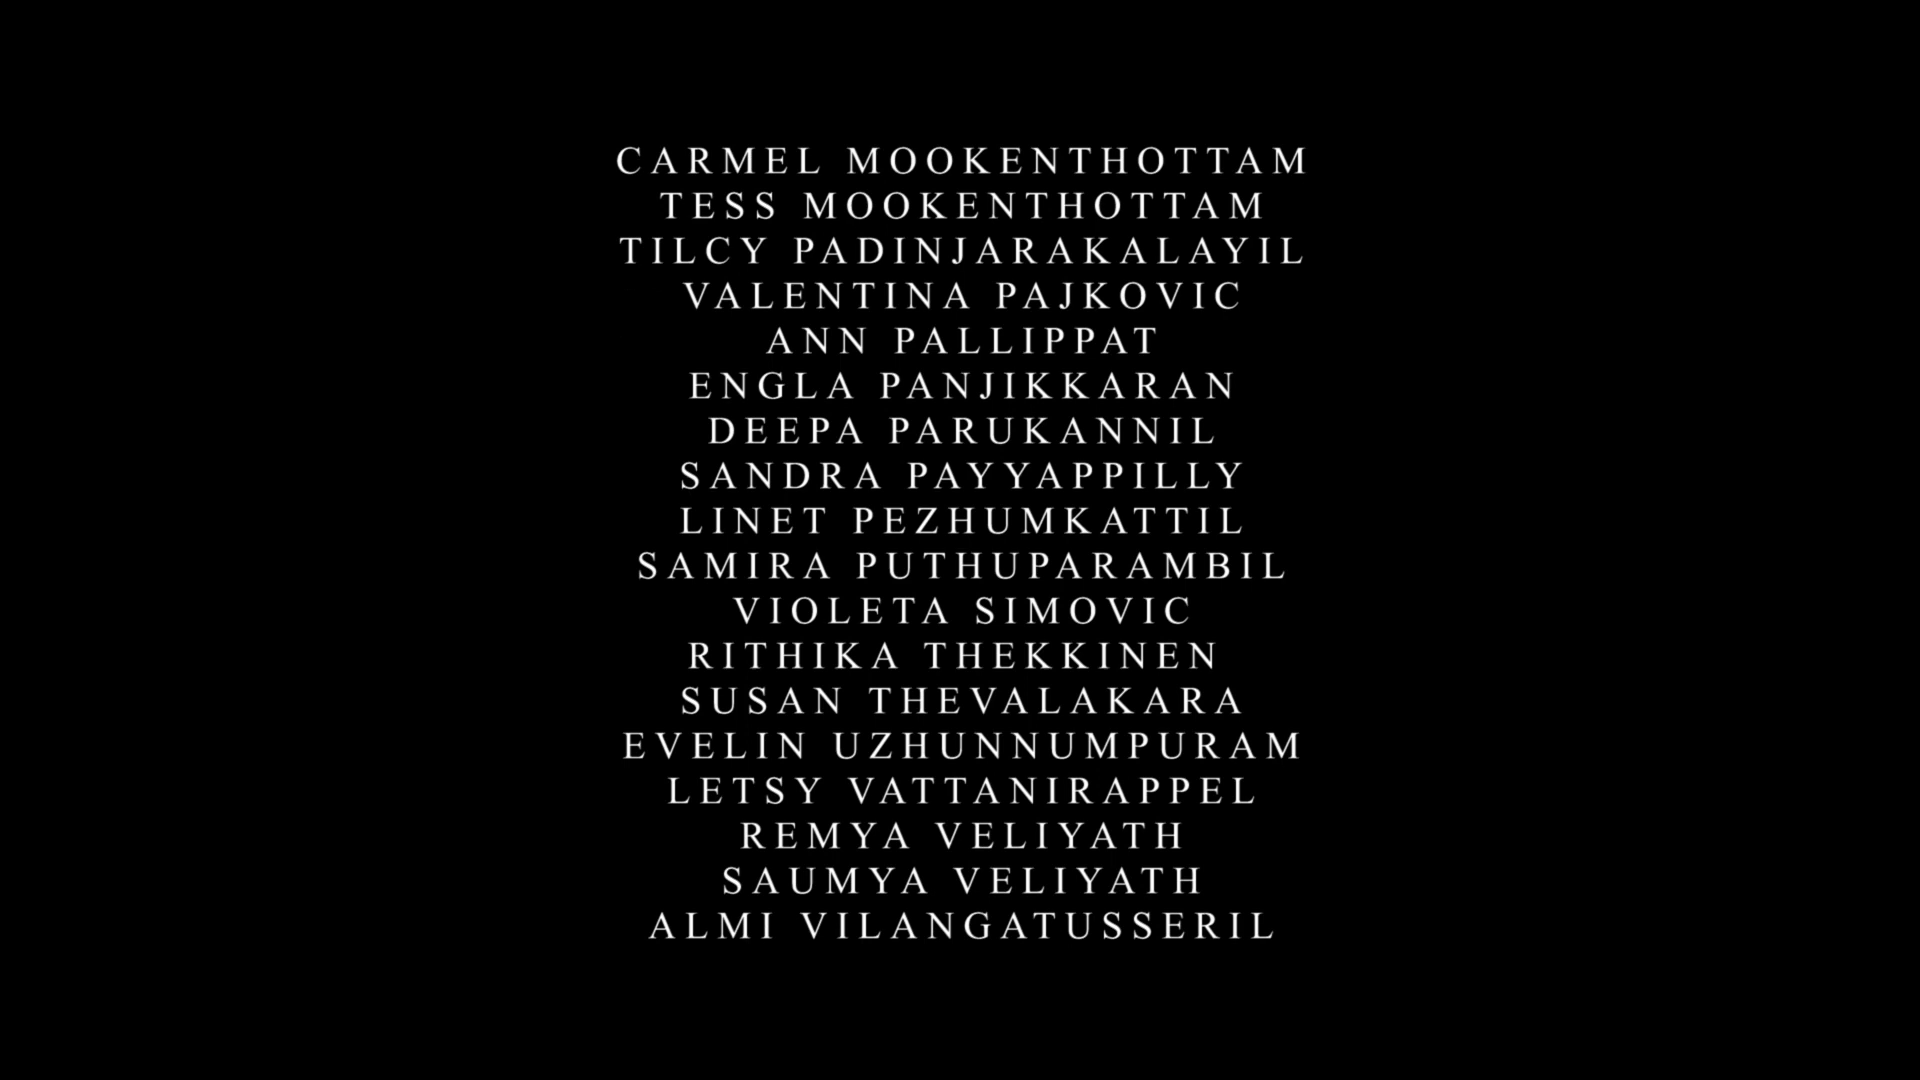 CARMEL MOOKENTHOTTAM
TESS MOOKENTHOTTAM
TILCY PADINJARAKALAYIL
VALENTINA PAJKOVIC
ANN PALLIPPAT
ENGLA PANJIKKARAN
DEEPA PARUKANNIL
SANDRA PAYYAPPILLY
LINET PEZHUMKATTIL
SAMIRA PUTHUPARAMBIL
VIOLETA SIMOVIC
RITHIKA THEKKINEN
SUSAN THEVALAKARA
EVELIN UZHUNNUMPURAM
LETSY VATTANIRAPPEL
REMYA VELIYATH
SAUMYA VELIYATH
ALMI VILANGATUSSERIL